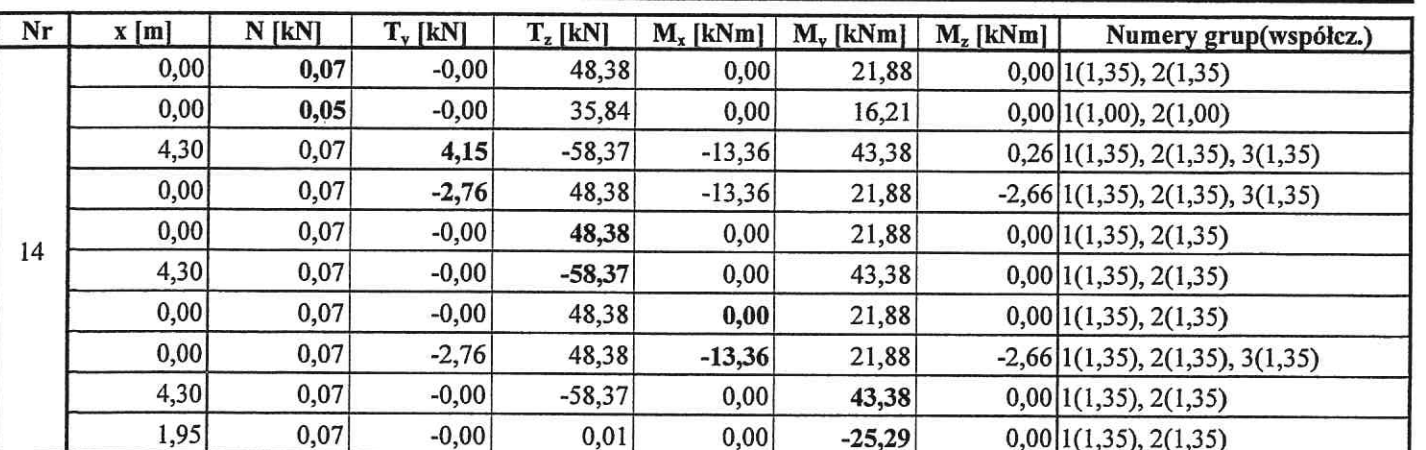 Nr x [m] N [kN] Ty [kN] Tz [kN] Mx [kNm] My [kNm] Mz [kNm] Numery grup(współcz.)
0,00 0,07 -0,00 48,38 0,00 21,88 0,00 1(1,35), 2(1,35)
0,00 0,05 -0,00 35,84 0,00 16,21 0,00 1(1,00), 2(1,00)
4,30 0,07 4,15 -58,37 -13,36 43,38 0,26 1(1,35), 2(1,35), 3(1,35)
0,00 0,07 -2,76 48,38 -13,36 21,88 -2,66 1(1,35), 2(1,35), 3(1,35)
0,00 0,07 -0,00 48,38 0,00 21,88 0,00 1(1,35), 2(1,35)
14
4,30 0,07 -0,00 -58,37 0,00 43,38 0,00 1(1,35), 2(1,35)
0,00 0,07 -0,00 48,38 0,00 21,88 0,00 1(1,35), 2(1,35)
0,00 0,07 -2,76 48,38 -13,36 21,88 -2,66 1(1,35), 2(1,35), 3(1,35)
4,30 0,07 -0,00 -58,37 0,00 43,38 0,00 1(1,35), 2(1,35)
1,95 0,07 -0,00 0,01 0,00 -25,29 0,00 1(1,35), 2(1,35)